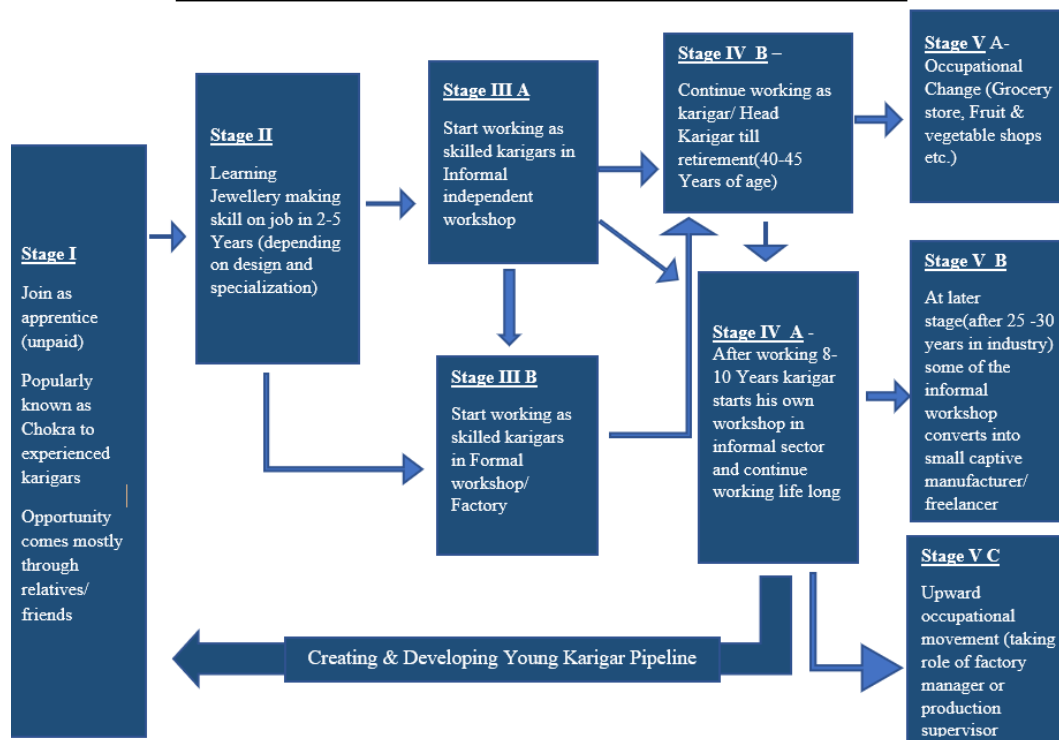 Stage I
Join as
apprentice
(unpaid)
Popularly
known as
Chokra to
experienced
karigars
Opportunity
comes mostly
through
relatives/
friends
Stage II
Learning
Jewellery making
skill on job in 2-5
Years (depending
on design and
specialization)
Stage III A
Start working as
skilled karigars in
Informal
independent
workshop
Stage III B
Start working as
skilled karigars
in Formal
workshop/
Factory
Stage IV B –
Continue working as
karigar/ Head
Karigar till
retirement(40-45
Years of age)
Stage IV A -
After working 8-
10 Years karigar
starts his own
workshop in
informal sector
and continue
working life long
Stage V A-
Occupational
Change (Grocery
store, Fruit &
vegetable shops
etc.)
Stage V B
At later
stage(after 25 -30
years in industry)
some of the
informal
workshop
converts into
small captive
manufacturer/
freelancer
Stage V C
Upward
occupational
movement (taking
role of factory
manager or
production
supervisor
Creating & Developing Young Karigar Pipeline